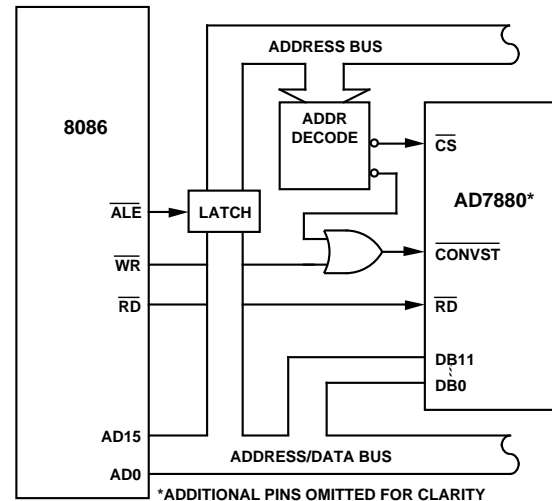 ADDRESS BUS
ADDR
DECODE
8086
CS
AD7880*
ALE
LATCH
WR
CONVST
RD
RD
DB11
DB0
AD15
ADDRESS/DATA BUS
AD0
*ADDITIONAL PINS OMITTED FOR CLARITY